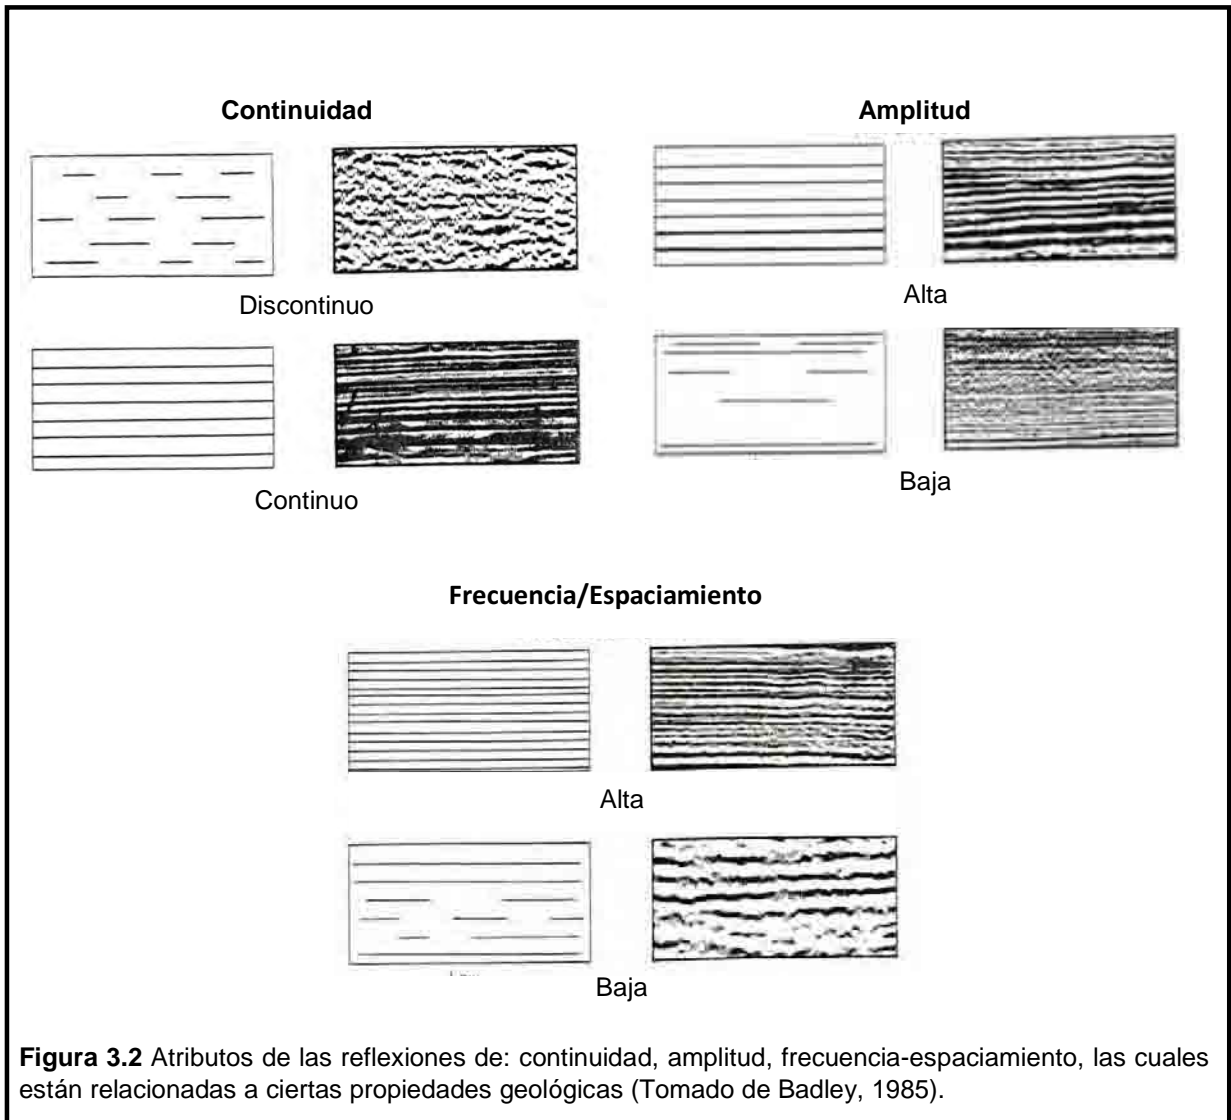 Continuidad
Amplitud
Discontinuo
Alta
Continuo
Baja
Frecuencia/Espaciamiento
Alta
Baja
Figura 3.2 Atributos de las reflexiones de: continuidad, amplitud, frecuencia-espaciamiento, las cuales
están relacionadas a ciertas propiedades geológicas (Tomado de Badley, 1985).